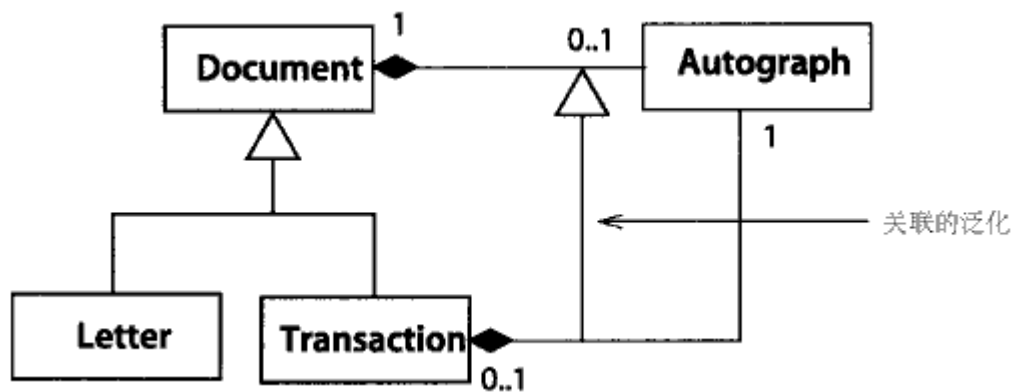 1
0..1
Document
Autograph
1
关联的泛化
Letter
Transaction
0..1